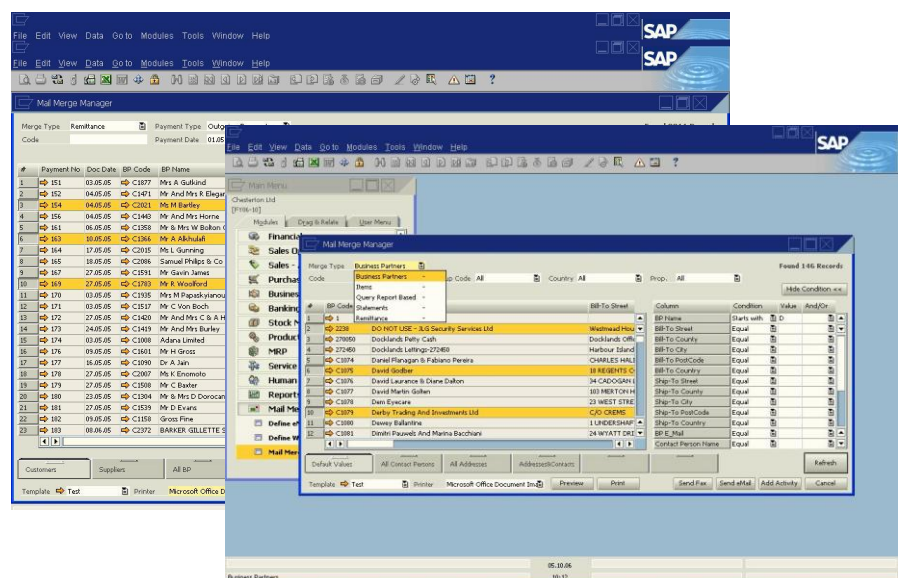 File Edit View Data Goto Modules Tools Window Help
SAP
File Edit View Data Goto Modules Tools Window Help
SAP
Mail Merge Manager
Merge Type Remittance Payment Type
Code Payment Date 01.05
# Payment No Doc Date BP Code BP Name
1 151 03.05.05 C1877 Mrs A Gutkind
2 152 04.05.05 C1471 Mr And Mrs R Elegar
3 154 04.05.05 C2021 Ms M Bartley
4 156 04.05.05 C1443 Mr And Mrs Horne
5 161 06.05.05 C1358 Mr & Mrs W Bolton
6 163 10.05.05 C1366 Mr A Alkhulafi
7 164 17.05.05 C2015 Ms L Gunning
8 165 18.05.05 C2086 Samuel Philips & Co
9 167 27.05.05 C1591 Mr Gavin James
10 169 27.05.05 C1783 Mr R Woolford
11 170 03.05.05 C1935 Mrs M Papaskyianou
12 171 03.05.05 C1517 Mr C Von Boch
13 172 27.05.05 C1420 Mr And Mrs C & A H
14 173 24.05.05 C1419 Mr And Mrs Burley
15 174 03.05.05 C1008 Adana Limited
16 176 09.05.05 C1601 Mr H Gross
17 177 16.05.05 C1090 Dr A Jain
18 178 27.05.05 C2007 Ms K Enomoto
19 179 27.05.05 C1508 Mr C Baxter
20 180 23.05.05 C1304 Mr & Mrs D Dorocan
21 181 27.05.05 C1539 Mr D Evans
22 182 09.05.05 C1158 Gross Fine
23 183 08.06.05 C2372 BARKER GILLETTE S
Customers Suppliers All BP
Template Test Printer Microsoft Office D
File Edit View Data Goto Modules Tools Window Help
SAP
Main Menu
Chesterton Ltd
[FY06-10]
Modules Drag & Relate User Menu
Financia
Sales O
Sales -
Purchas
Busines
Banking
Stock M
Product
MRP
Service
Human
Report
Mail Me
Define e
Define W
Mail Mer
Mail Merge Manager
Merge Type Business Partners Found 146 Records
Code up Code All Country All Prop. All
Hide Condition <<
Business Partners -
Items -
Query Report Based -
Statements -
Remittance -
# BP Code Bill-To Street
1 1
2 2238 DO NOT USE - JLG Security Services Ltd Westmead Hou
3 270050 Docklands Petty Cash Docklands Offi
4 272450 Docklands Lettings-272450 Harbour Island
5 C1074 Daniel Flanagan & Fabiano Pereira CHARLES HALL
6 C1075 David Godber 18 REGENTS C
7 C1076 David Laurance & Diane Dalton 34 CADOGAN L
8 C1077 David Martin Golten 103 MERTON H
9 C1078 Dem Eyecare 23 WEST STRE
10 C1079 Derby Trading And Investments Ltd C/O CREMS
11 C1080 Dewey Ballantine 1 UNDERSHAF
12 C1081 Dimitri Pauwels And Marina Bacchiani 24 WYATT DRI
Column Condition Value And/Or
BP Name Starts with D
Bill-To Street Equal
Bill-To County Equal
Bill-To City Equal
Bill-To PostCode Equal
Bill-To Country Equal
Ship-To Street Equal
Ship-To County Equal
Ship-To City Equal
Ship-To PostCode Equal
Ship-To Country Equal
BP E_Mail Equal
Contact Person Name Equal
Default Values All Contact Persons All Addresses Addresses&Contacts Refresh
Template Test Printer Microsoft Office Document Ima Preview Print Send Fax Send eMail Add Activity Cancel
05.10.06
Business Partners 10:12